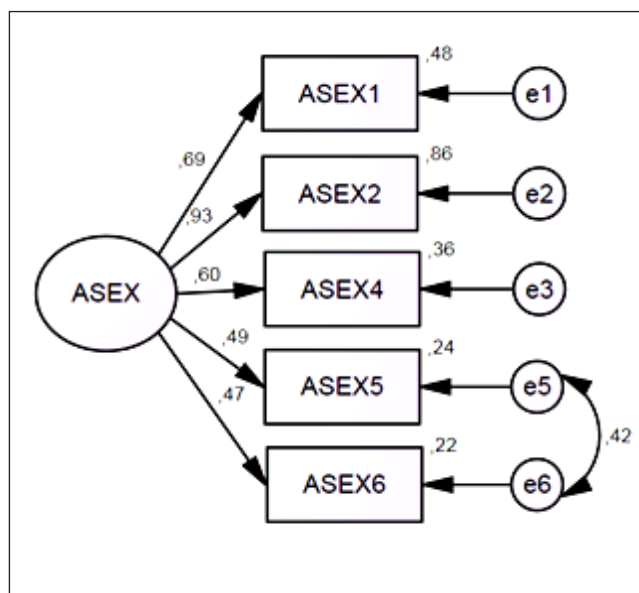 ,48
ASEX1
e1
,69
,86
ASEX2
e2
,93
,36
ASEX4
e3
,60
ASEX
,24
ASEX5
e5
,49
,42
,47
,22
ASEX6
e6